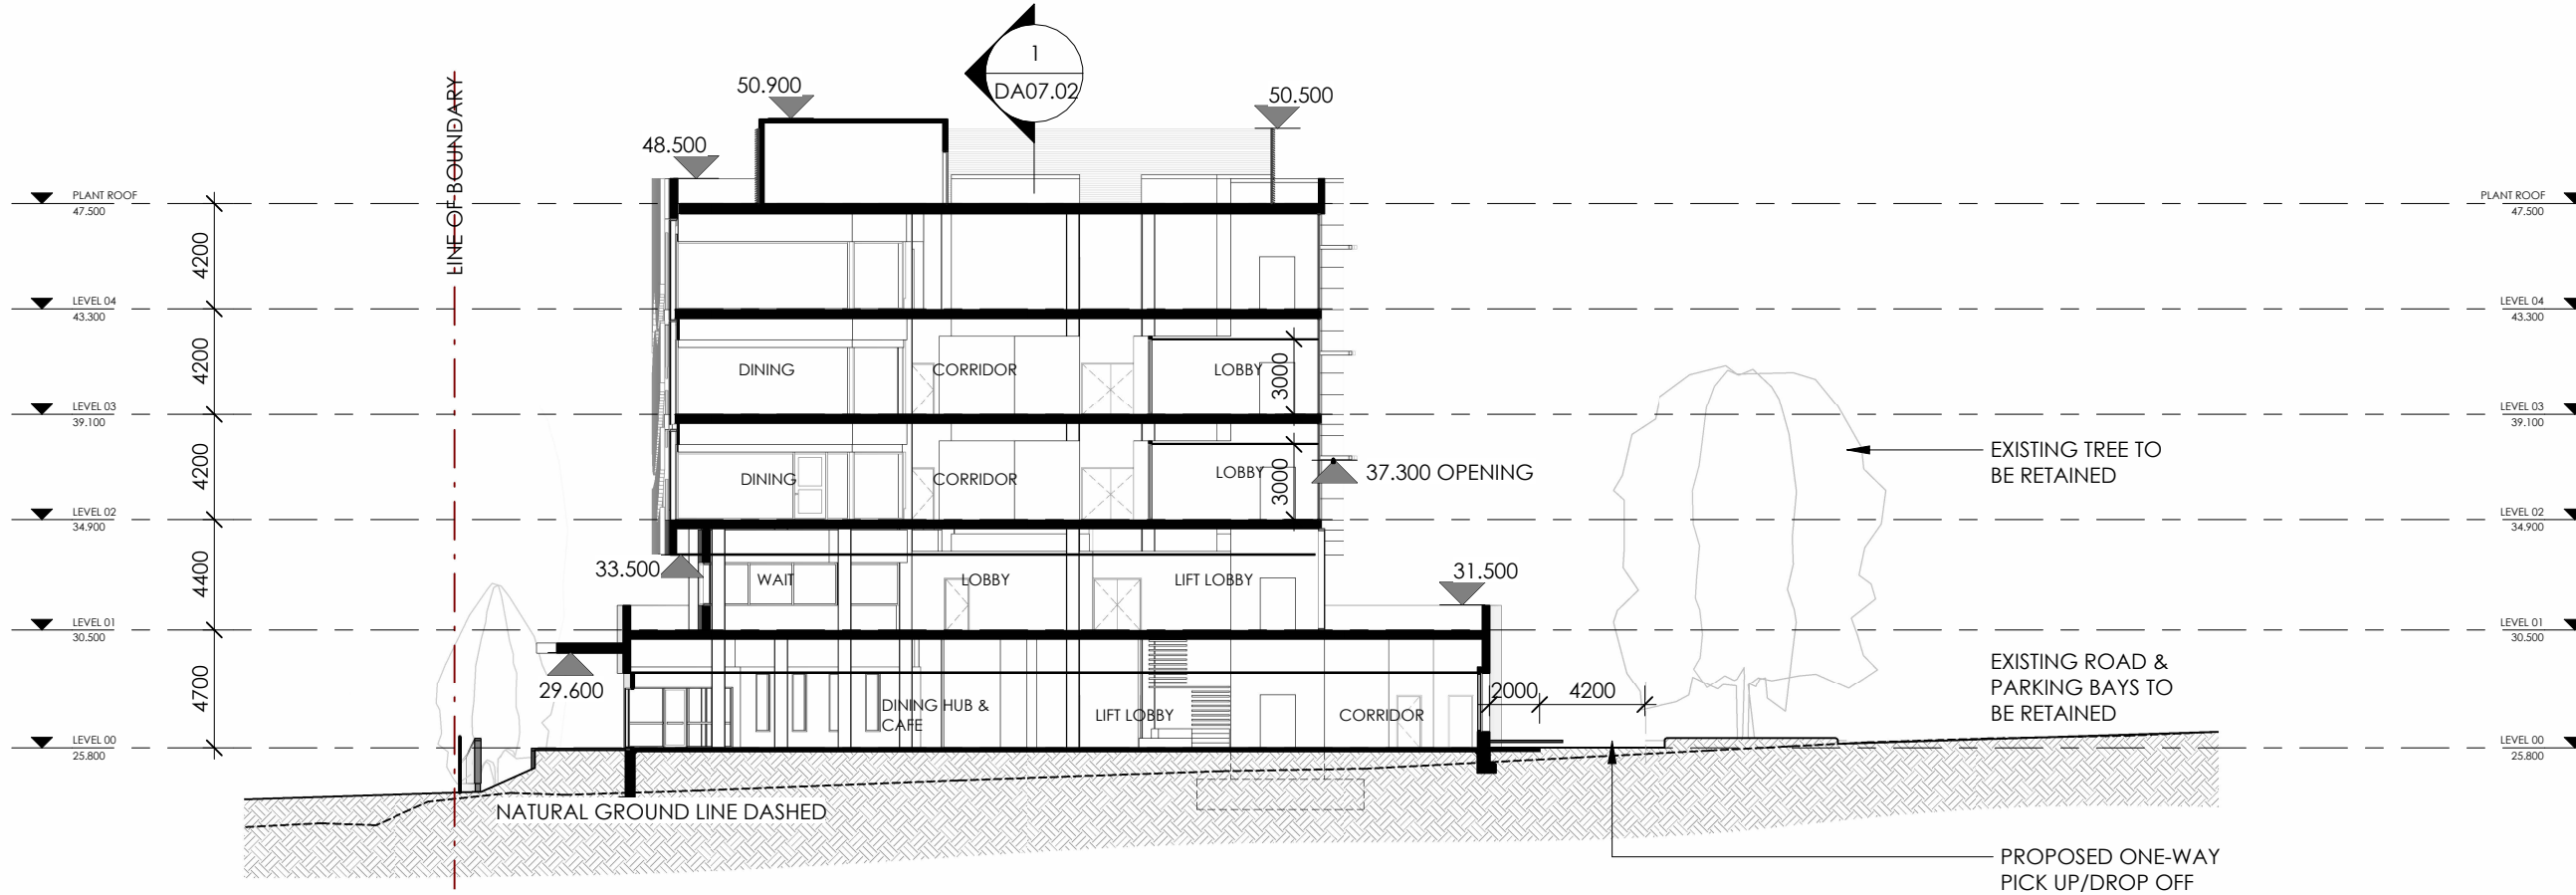 1
DA07.02
50.900
50.500
48.500
LINE OF BOUNDARY
PLANT ROOF
47.500
PLANT ROOF
47.500
4200
LEVEL 04
43.300
LEVEL 04
43.300
4200
DINING
CORRIDOR
LOBBY
3000
LEVEL 03
39.100
LEVEL 03
39.100
4200
DINING
CORRIDOR
LOBBY
3000
37.300 OPENING
EXISTING TREE TO
BE RETAINED
LEVEL 02
34.900
LEVEL 02
34.900
4400
33.500
WAIT
LOBBY
LIFT LOBBY
31.500
LEVEL 01
30.500
LEVEL 01
30.500
4700
29.600
DINING HUB &
CAFE
LIFT LOBBY
CORRIDOR
2000
4200
EXISTING ROAD &
PARKING BAYS TO
BE RETAINED
LEVEL 00
25.800
LEVEL 00
25.800
NATURAL GROUND LINE DASHED
PROPOSED ONE-WAY
PICK UP/DROP OFF